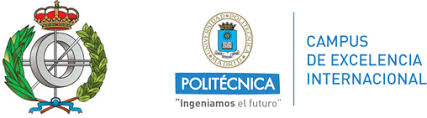 POLITÉCNICA
"Ingeniamos el futuro"
CAMPUS
DE EXCELENCIA
INTERNACIONAL